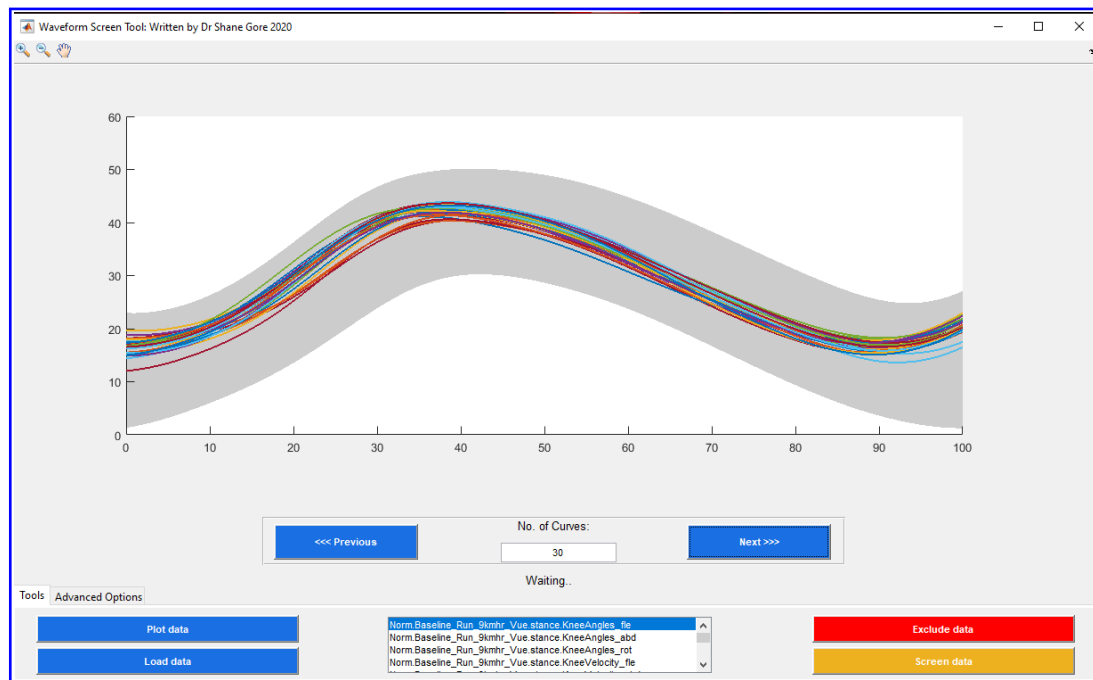 Waveform Screen Tool: Written by Dr Shane Gore 2020
60
50
40
30
20
10
0
0 10 20 30 40 50 60 70 80 90 100
No. of Curves:
<<< Previous
30
Next >>>
Waiting..
Tools Advanced Options
Plot data
Load data
Norm.Baseline_Run_9kmhr_Vue.stance.KneeAngles_fle
Norm.Baseline_Run_9kmhr_Vue.stance.KneeAngles_abd
Norm.Baseline_Run_9kmhr_Vue.stance.KneeAngles_rot
Norm.Baseline_Run_9kmhr_Vue.stance.KneeVelocity_fle
Exclude data
Screen data